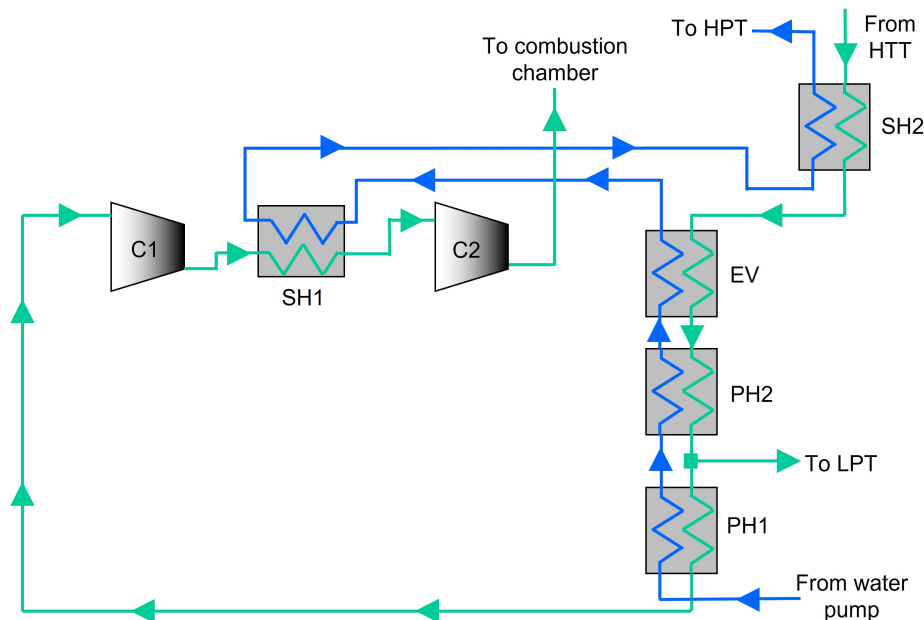 To HPT
From
HTT
To combustion
chamber
SH2
C1
C2
SH1
EV
PH2
To LPT
PH1
From water
pump